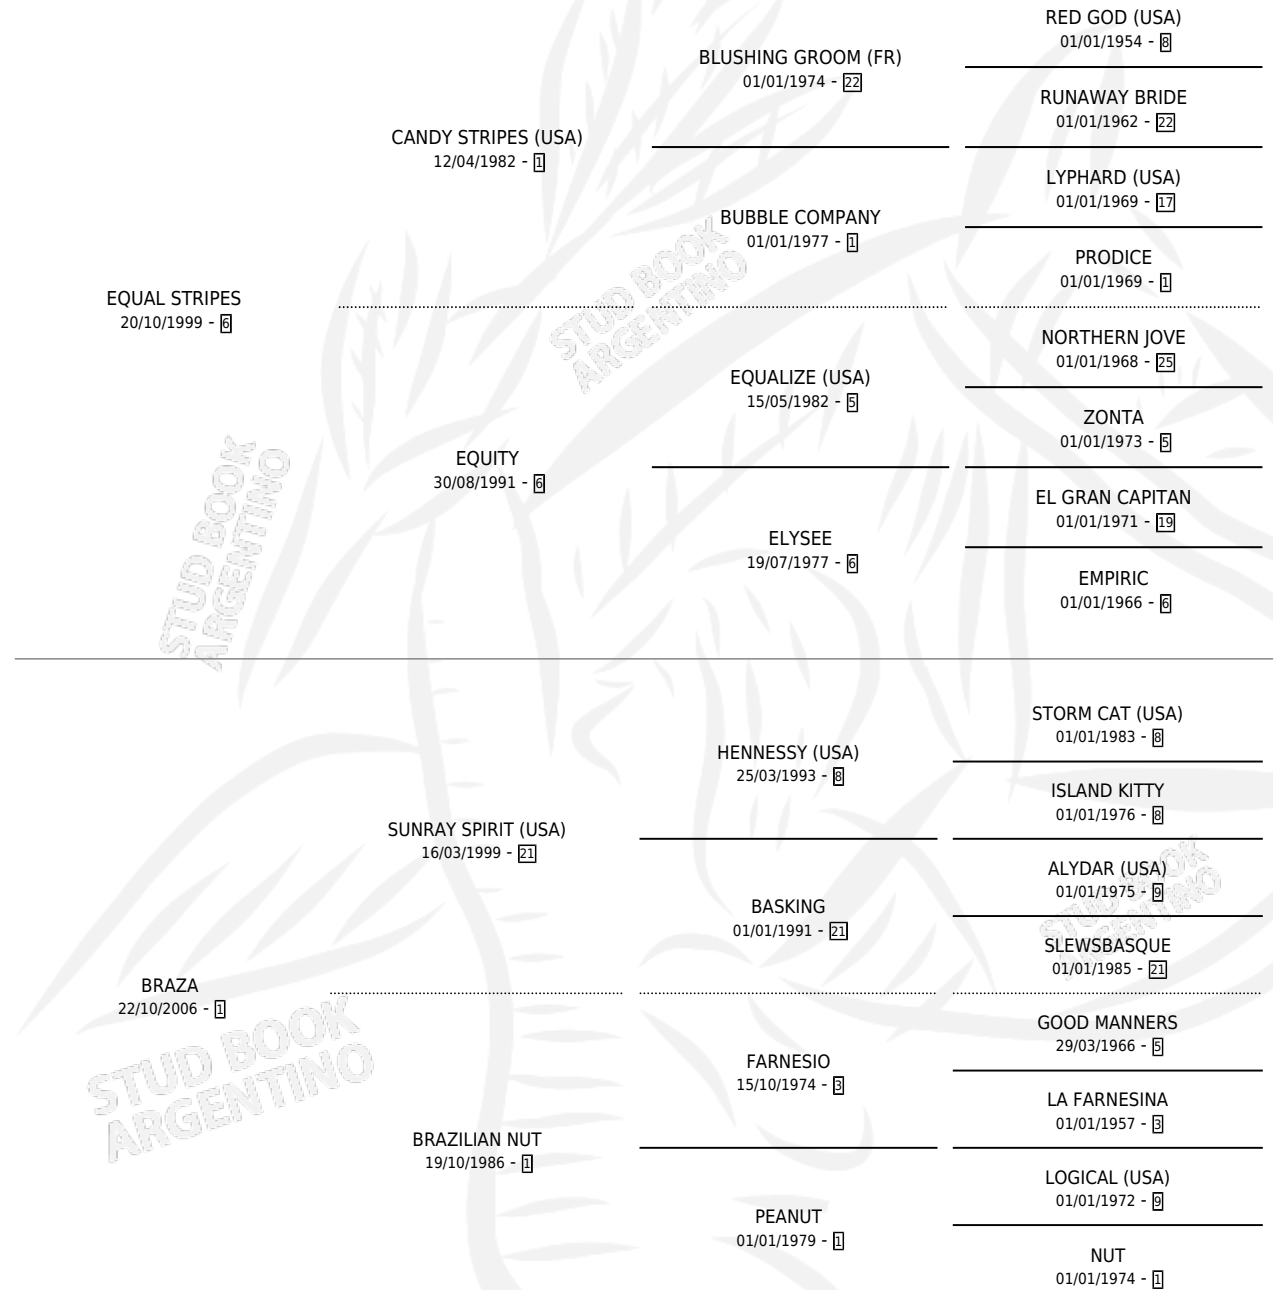 RED GOD (USA)
01/01/1954 - 8
BLUSHING GROOM (FR)
01/01/1974 - 22
RUNAWAY BRIDE
01/01/1962 - 22
CANDY STRIPES (USA)
12/04/1982 - 1
LYPHARD (USA)
01/01/1969 - 17
BUBBLE COMPANY
01/01/1977 - 1
PRODICE
01/01/1969 - 1
EQUAL STRIPES
20/10/1999 - 6
NORTHERN JOVE
01/01/1968 - 25
EQUALIZE (USA)
15/05/1982 - 5
ZONTA
01/01/1973 - 5
EQUITY
30/08/1991 - 6
EL GRAN CAPITAN
01/01/1971 - 19
ELYSEE
19/07/1977 - 6
EMPIRIC
01/01/1966 - 6
STUD BOOK
ARGENTINO
STUD BOOK
ARGENTINO
STORM CAT (USA)
01/01/1983 - 8
HENNESSY (USA)
25/03/1993 - 8
ISLAND KITTY
01/01/1976 - 8
SUNRAY SPIRIT (USA)
16/03/1999 - 21
ALYDAR (USA)
01/01/1975 - 9
BASKING
01/01/1991 - 21
SLEWSBASQUE
01/01/1985 - 21
BRAZA
22/10/2006 - 1
GOOD MANNERS
29/03/1966 - 5
FARNESIO
15/10/1974 - 3
LA FARNESINA
01/01/1957 - 3
BRAZILIAN NUT
19/10/1986 - 1
LOGICAL (USA)
01/01/1972 - 9
PEANUT
01/01/1979 - 1
NUT
01/01/1974 - 1
STUD BOOK
ARGENTINO
STUD BOOK
ARGENTINO